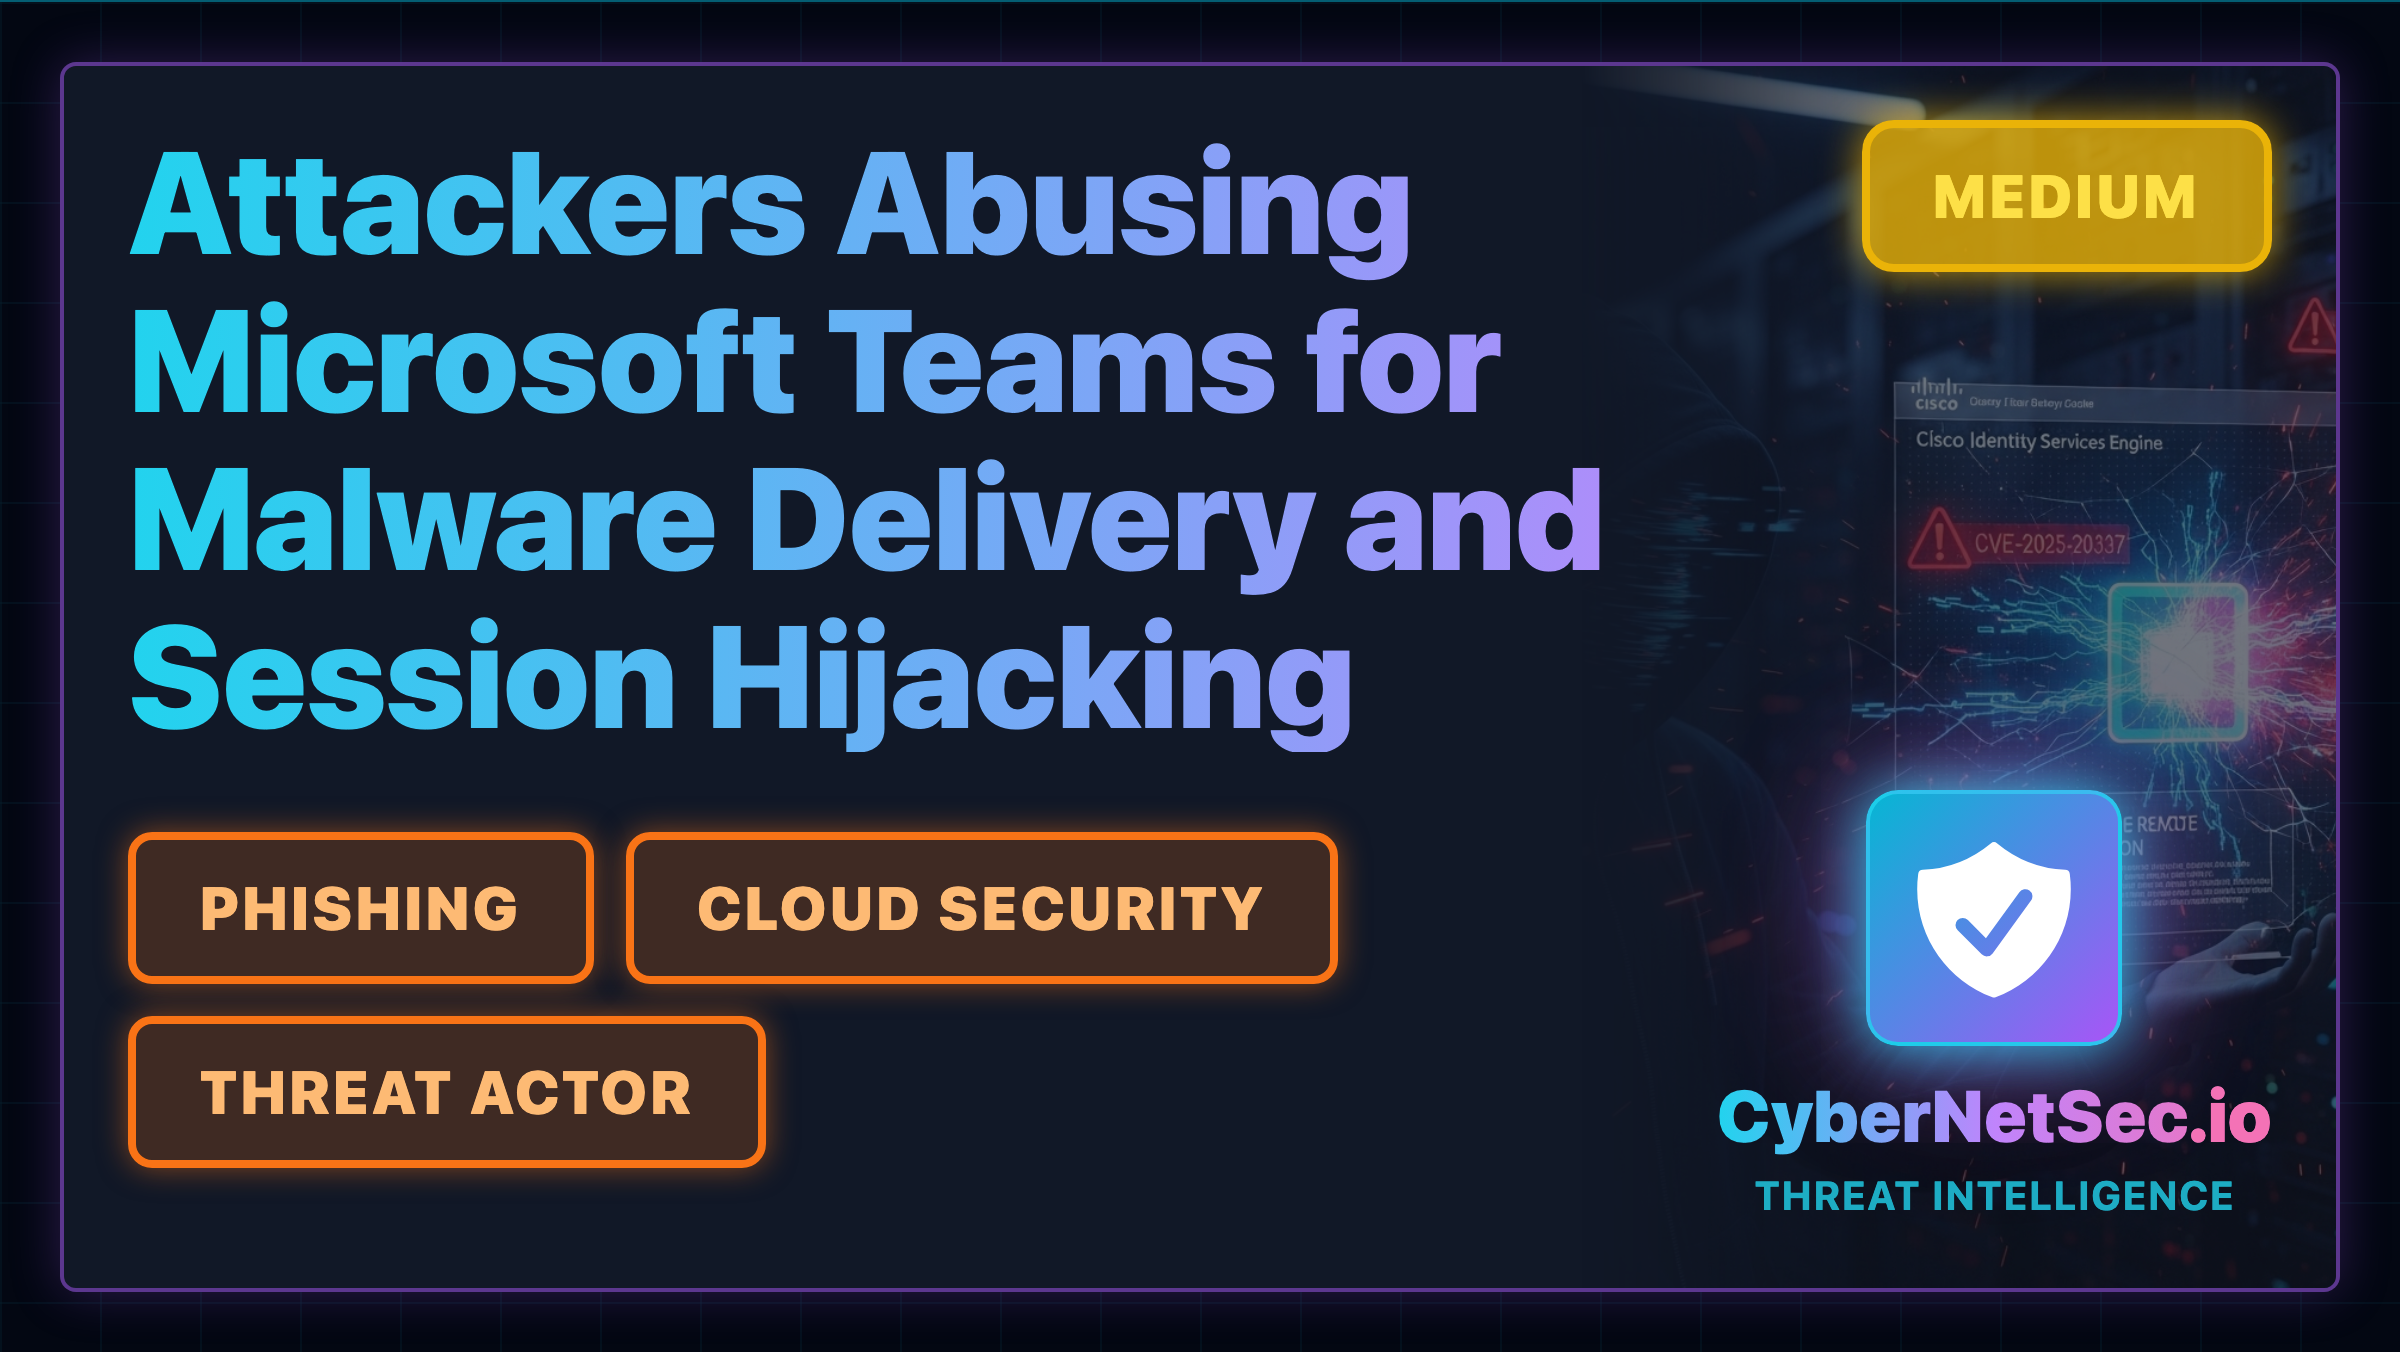 Attackers Abusing
Microsoft Teams for
Malware Delivery and
Session Hijacking
MEDIUM
CISCO
Cisco Identity Services Engine
CVE-2025-20337
PHISHING
CLOUD SECURITY
THREAT ACTOR
CyberNetSec.io
THREAT INTELLIGENCE